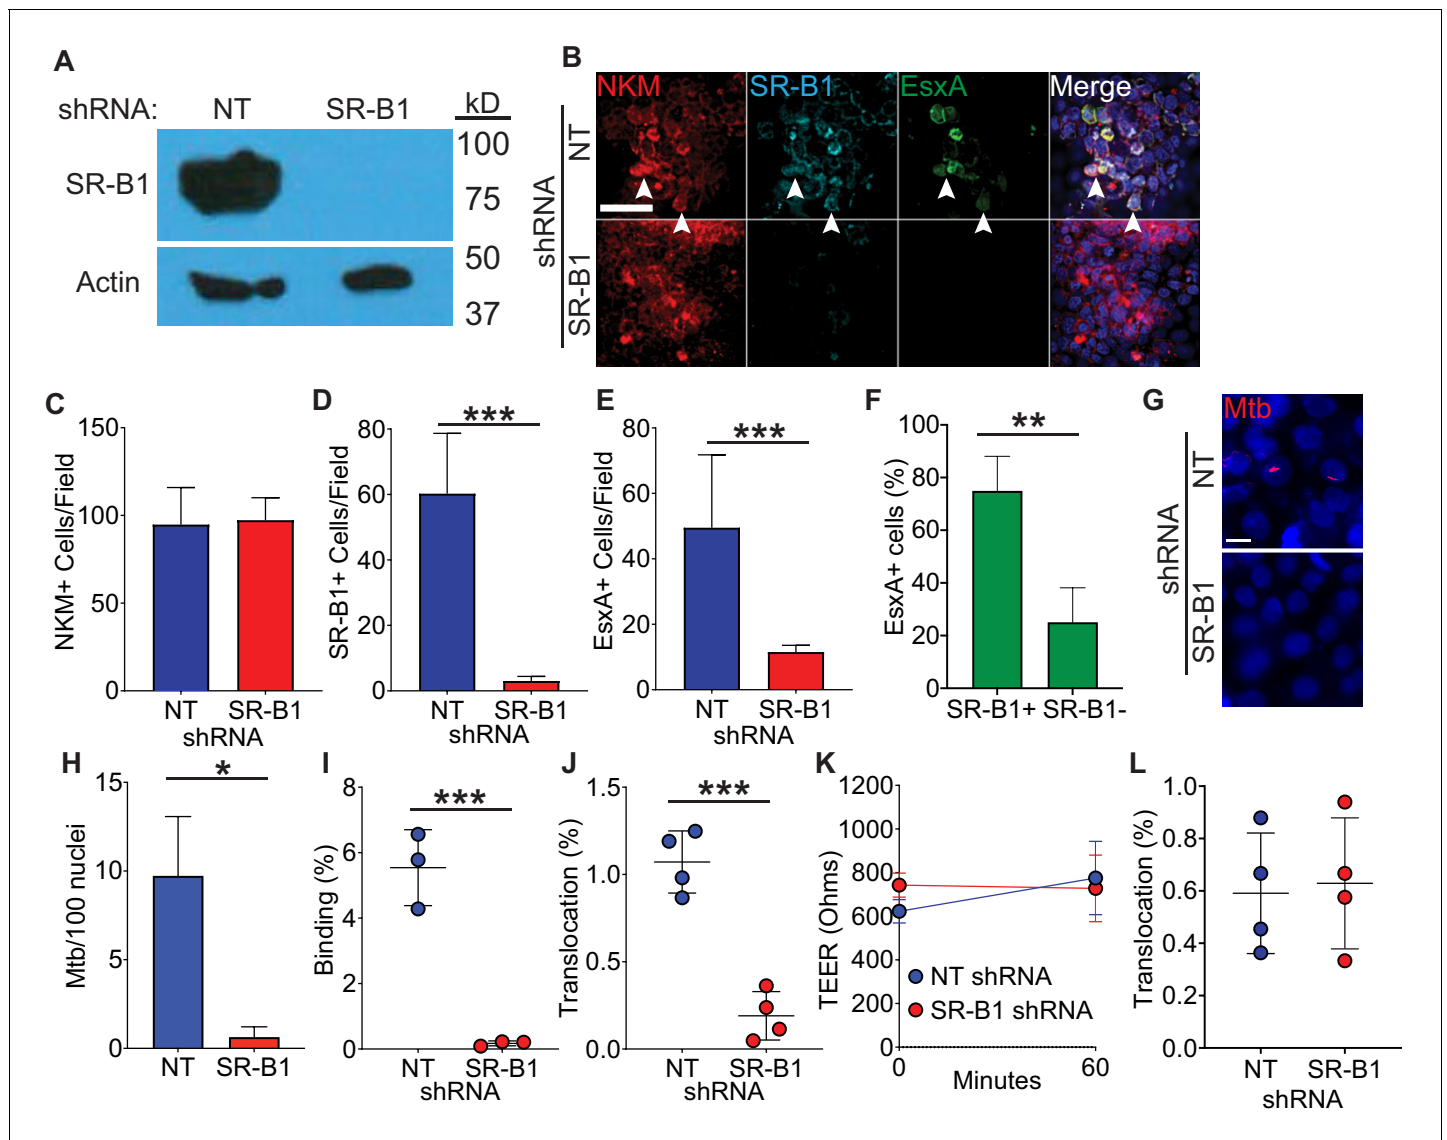 A
shRNA: NT SR-B1 kD
SR-B1
Actin
100
75
50
37
B
NKM SR-B1 EsxA Merge
shRNA
NT
SR-B1
C
NKM+ Cells/Field
150
100
50
0
NT SR-B1
shRNA
D
***
SR-B1+ Cells/Field
80
60
40
20
0
NT SR-B1
shRNA
E
***
EsxA+ Cells/Field
80
60
40
20
0
NT SR-B1
shRNA
F
**
EsxA+ cells (%)
100
80
60
40
20
0
SR-B1+ SR-B1-
G
Mtb
shRNA
NT
SR-B1
H
*
Mtb/100 nuclei
15
10
5
0
NT SR-B1
I
***
Binding (%)
8
6
4
2
0
NT SR-B1
shRNA
J
***
Translocation (%)
1.5
1.0
0.5
0.0
NT SR-B1
shRNA
K
TEER (Ohms)
1200
1000
800
600
400
200
0
NT shRNA
SR-B1 shRNA
0 Minutes 60
L
Translocation (%)
1.0
0.8
0.6
0.4
0.2
0.0
NT SR-B1
shRNA